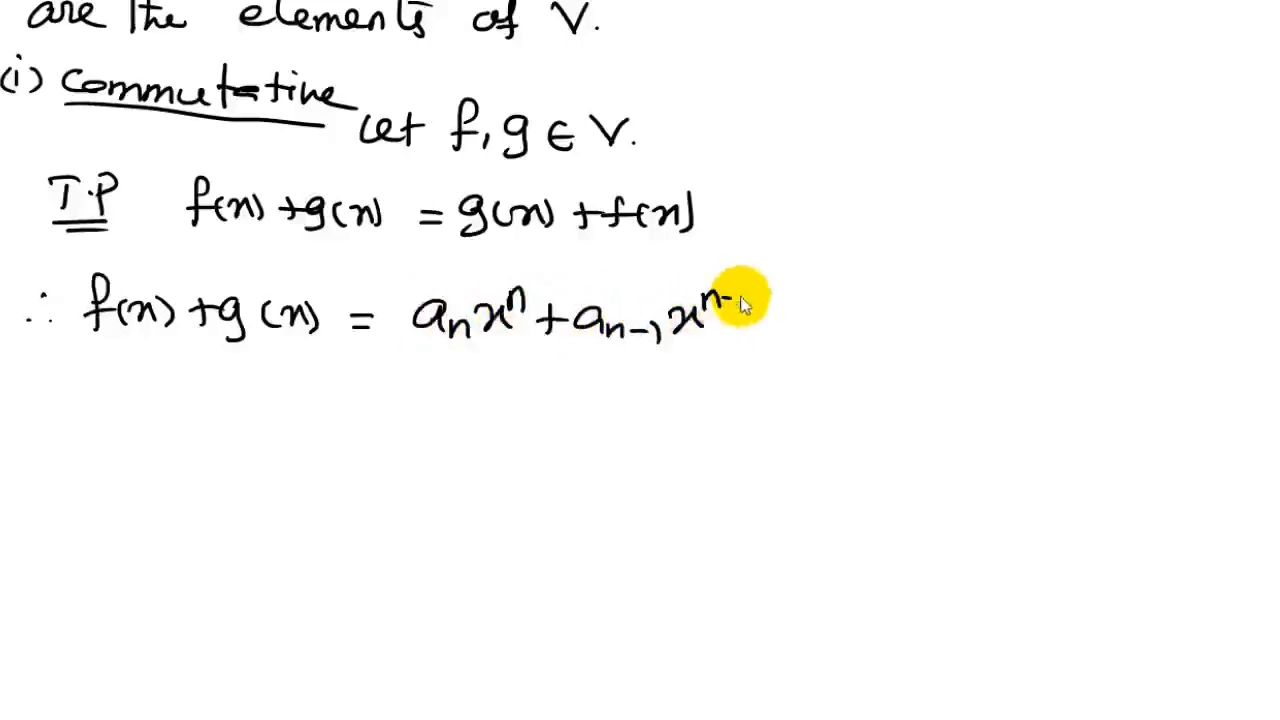 are the elements of V.
(i) Commutative Let f, g ∈ V.
T.P f(x) + g(x) = g(x) + f(x)
∴ f(x) + g(x) = aₙxⁿ + aₙ₋₁xⁿ⁻